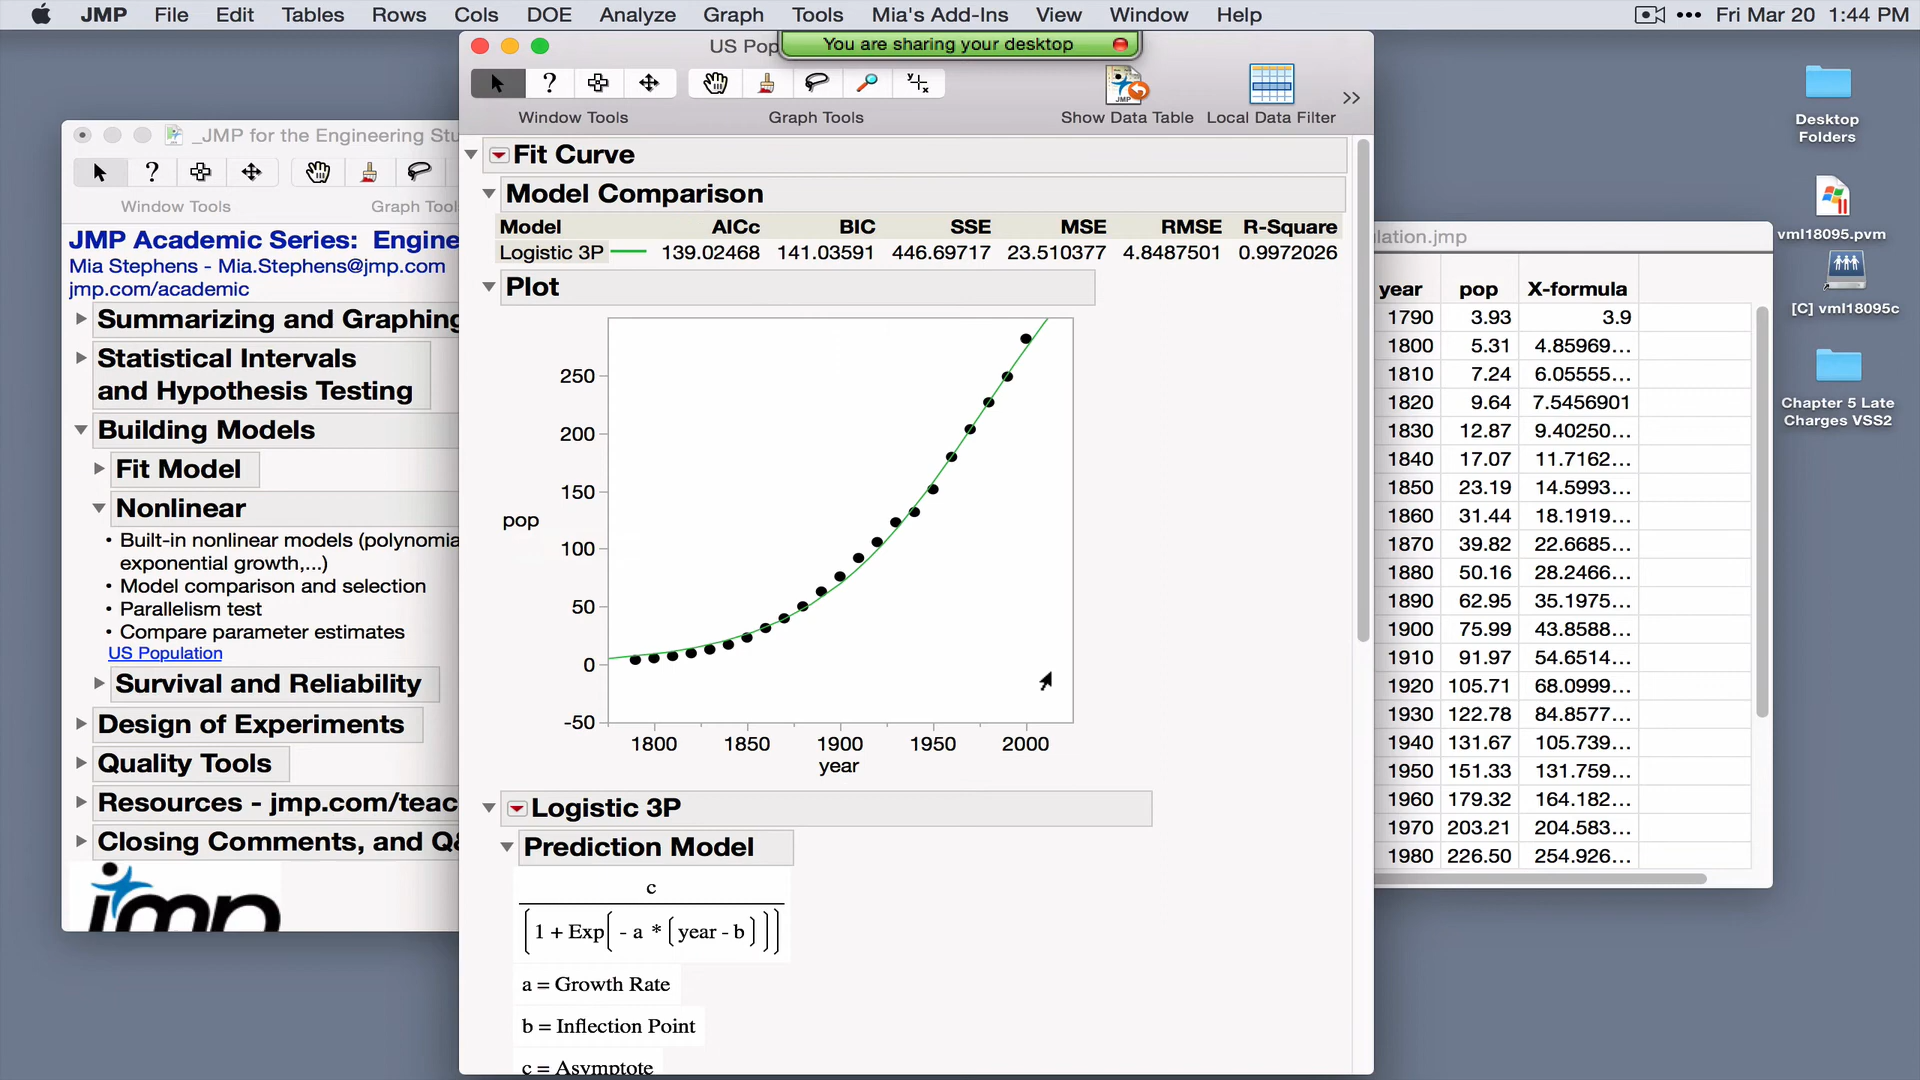 JMP File Edit Tables Rows Cols DOE Analyze Graph Tools Mia's Add-Ins View Window Help Fri Mar 20 1:44 PM
US Pop
You are sharing your desktop
Window Tools Graph Tools Show Data Table Local Data Filter
JMP
_JMP for the Engineering Stu
Window Tools Graph Tool
JMP Academic Series: Engine
Mia Stephens - Mia.Stephens@jmp.com
jmp.com/academic
Summarizing and Graphing
Statistical Intervals
and Hypothesis Testing
Building Models
Fit Model
Nonlinear
• Built-in nonlinear models (polynomia
exponential growth,...)
• Model comparison and selection
• Parallelism test
• Compare parameter estimates
US Population
Survival and Reliability
Design of Experiments
Quality Tools
Resources - jmp.com/teac
Closing Comments, and Q&
jmp
Fit Curve
Model Comparison
Model AICc BIC SSE MSE RMSE R-Square
Logistic 3P 139.02468 141.03591 446.69717 23.510377 4.8487501 0.9972026
Plot
250
200
150
pop
100
50
0
-50
1800 1850 1900 1950 2000
year
Logistic 3P
Prediction Model
c
(1 + Exp(- a * (year - b)))
a = Growth Rate
b = Inflection Point
c = Asymptote
lation.jmp
year pop X-formula
1790 3.93 3.9
1800 5.31 4.85969...
1810 7.24 6.05555...
1820 9.64 7.5456901
1830 12.87 9.40250...
1840 17.07 11.7162...
1850 23.19 14.5993...
1860 31.44 18.1919...
1870 39.82 22.6685...
1880 50.16 28.2466...
1890 62.95 35.1975...
1900 75.99 43.8588...
1910 91.97 54.6514...
1920 105.71 68.0999...
1930 122.78 84.8577...
1940 131.67 105.739...
1950 151.33 131.759...
1960 179.32 164.182...
1970 203.21 204.583...
1980 226.50 254.926...
Desktop
Folders
vml18095.pvm
[C] vml18095c
Chapter 5 Late
Charges VSS2